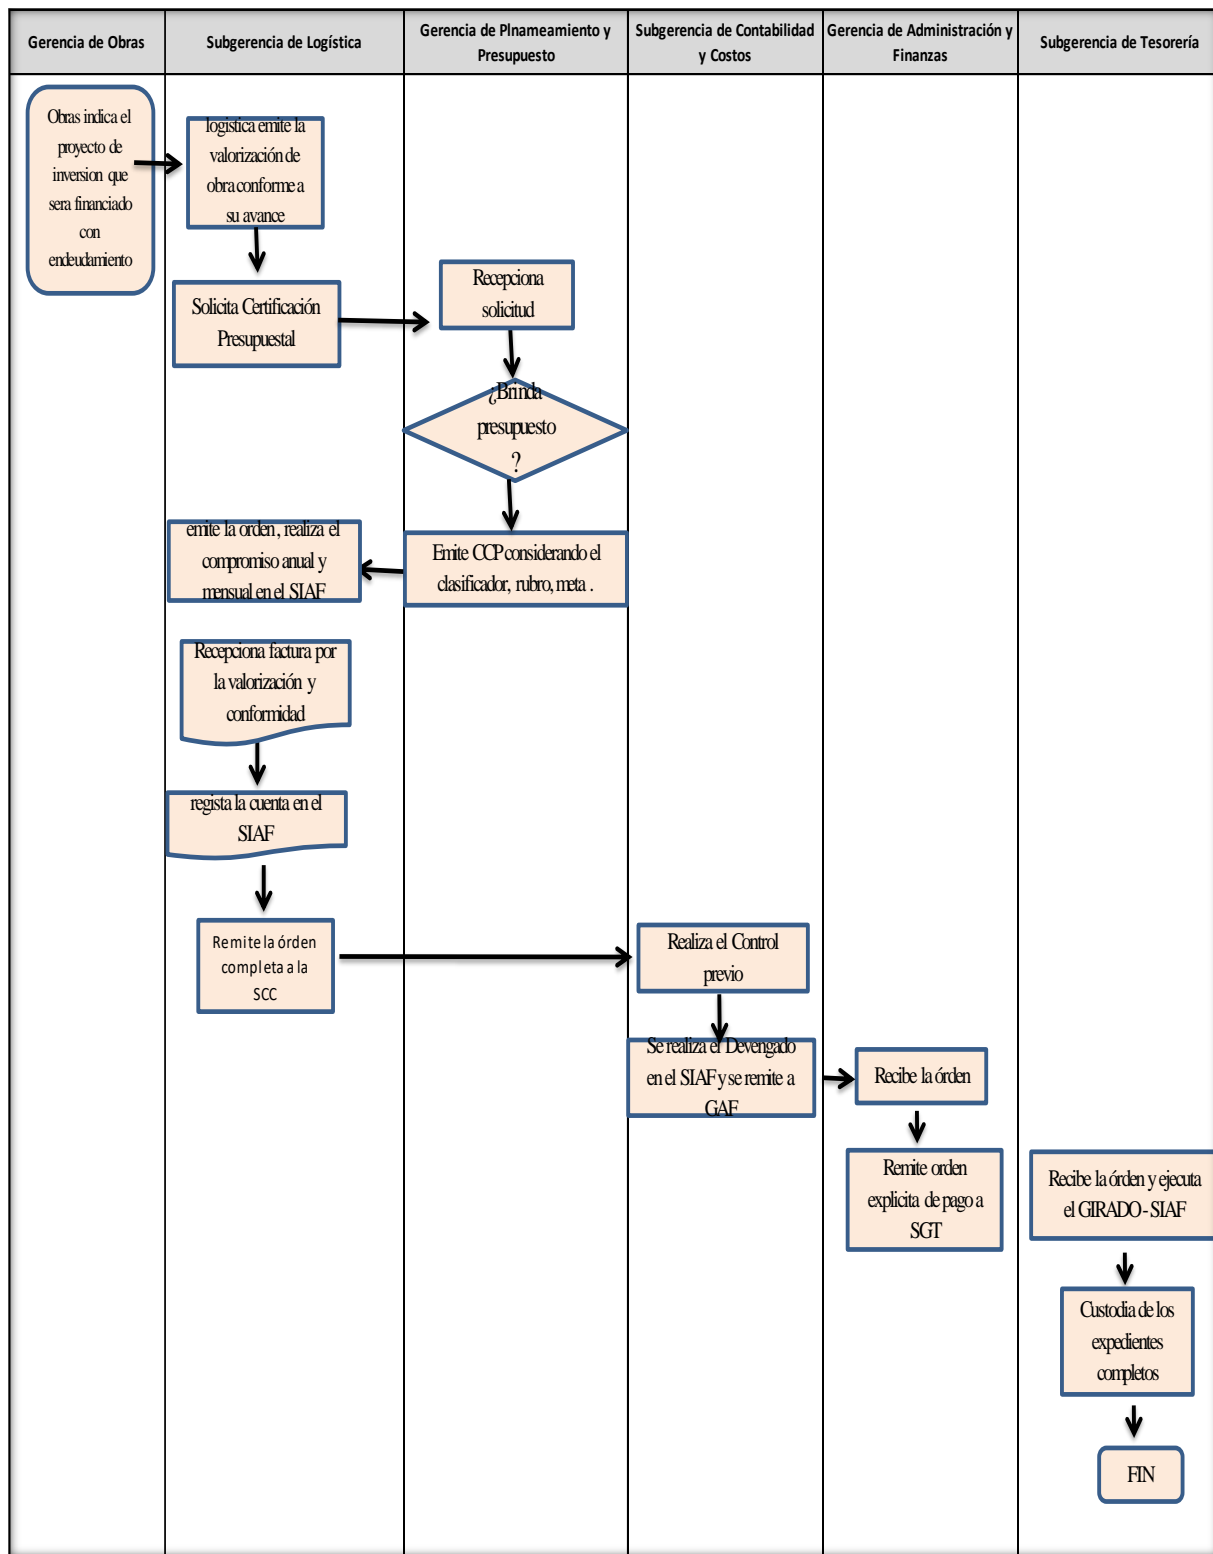 Gerencia de Obras
Subgerencia de Logística
Gerencia de Plnameamiento y
Presupuesto
Subgerencia de Contabilidad
y Costos
Gerencia de Administración y
Finanzas
Subgerencia de Tesorería
Obras indica el
proyecto de
inversion que
sera financiado
con
endeudamiento
logistica emite la
valorización de
obra conforme a
su avance
Solicita Certificación
Presupuestal
Recepciona
solicitud
¿Brinda
presupuesto
?
Emite CCP considerando el
clasificador, rubro, meta .
emite la orden, realiza el
compromiso anual y
mensual en el SIAF
Recepciona factura por
la valorización y
conformidad
regista la cuenta en el
SIAF
Remite la órden
completa a la
SCC
Realiza el Control
previo
Se realiza el Devengado
en el SIAF y se remite a
GAF
Recibe la órden
Remite orden
explicita de pago a
SGT
Recibe la órden y ejecuta
el GIRADO - SIAF
Custodia de los
expedientes
completos
FIN